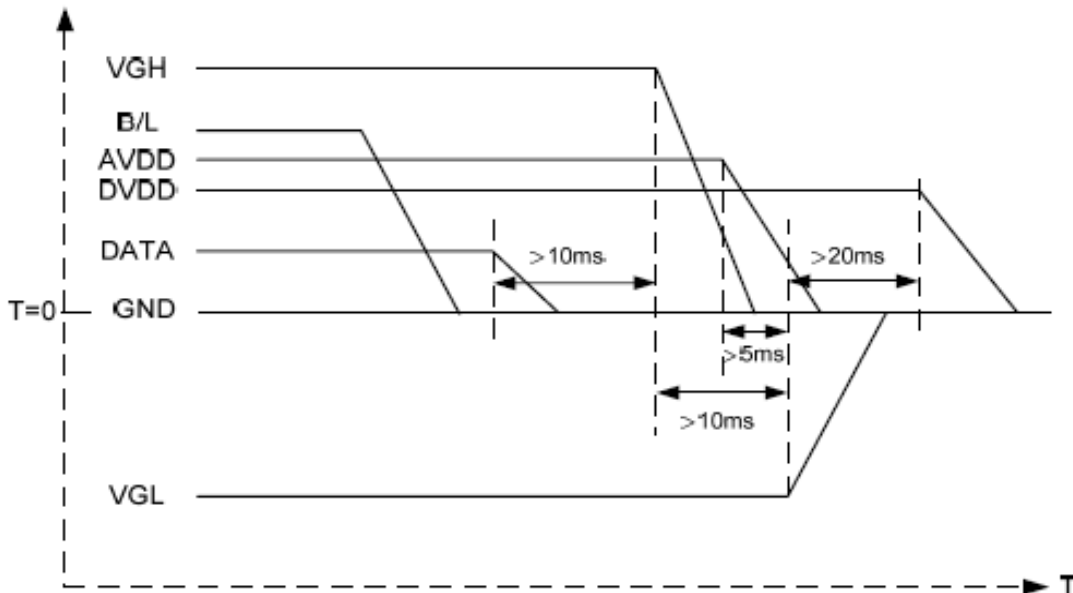 VGH
B/L
AVDD
DVDD
DATA
>10ms
>20ms
T=0
GND
>5ms
>10ms
VGL
T